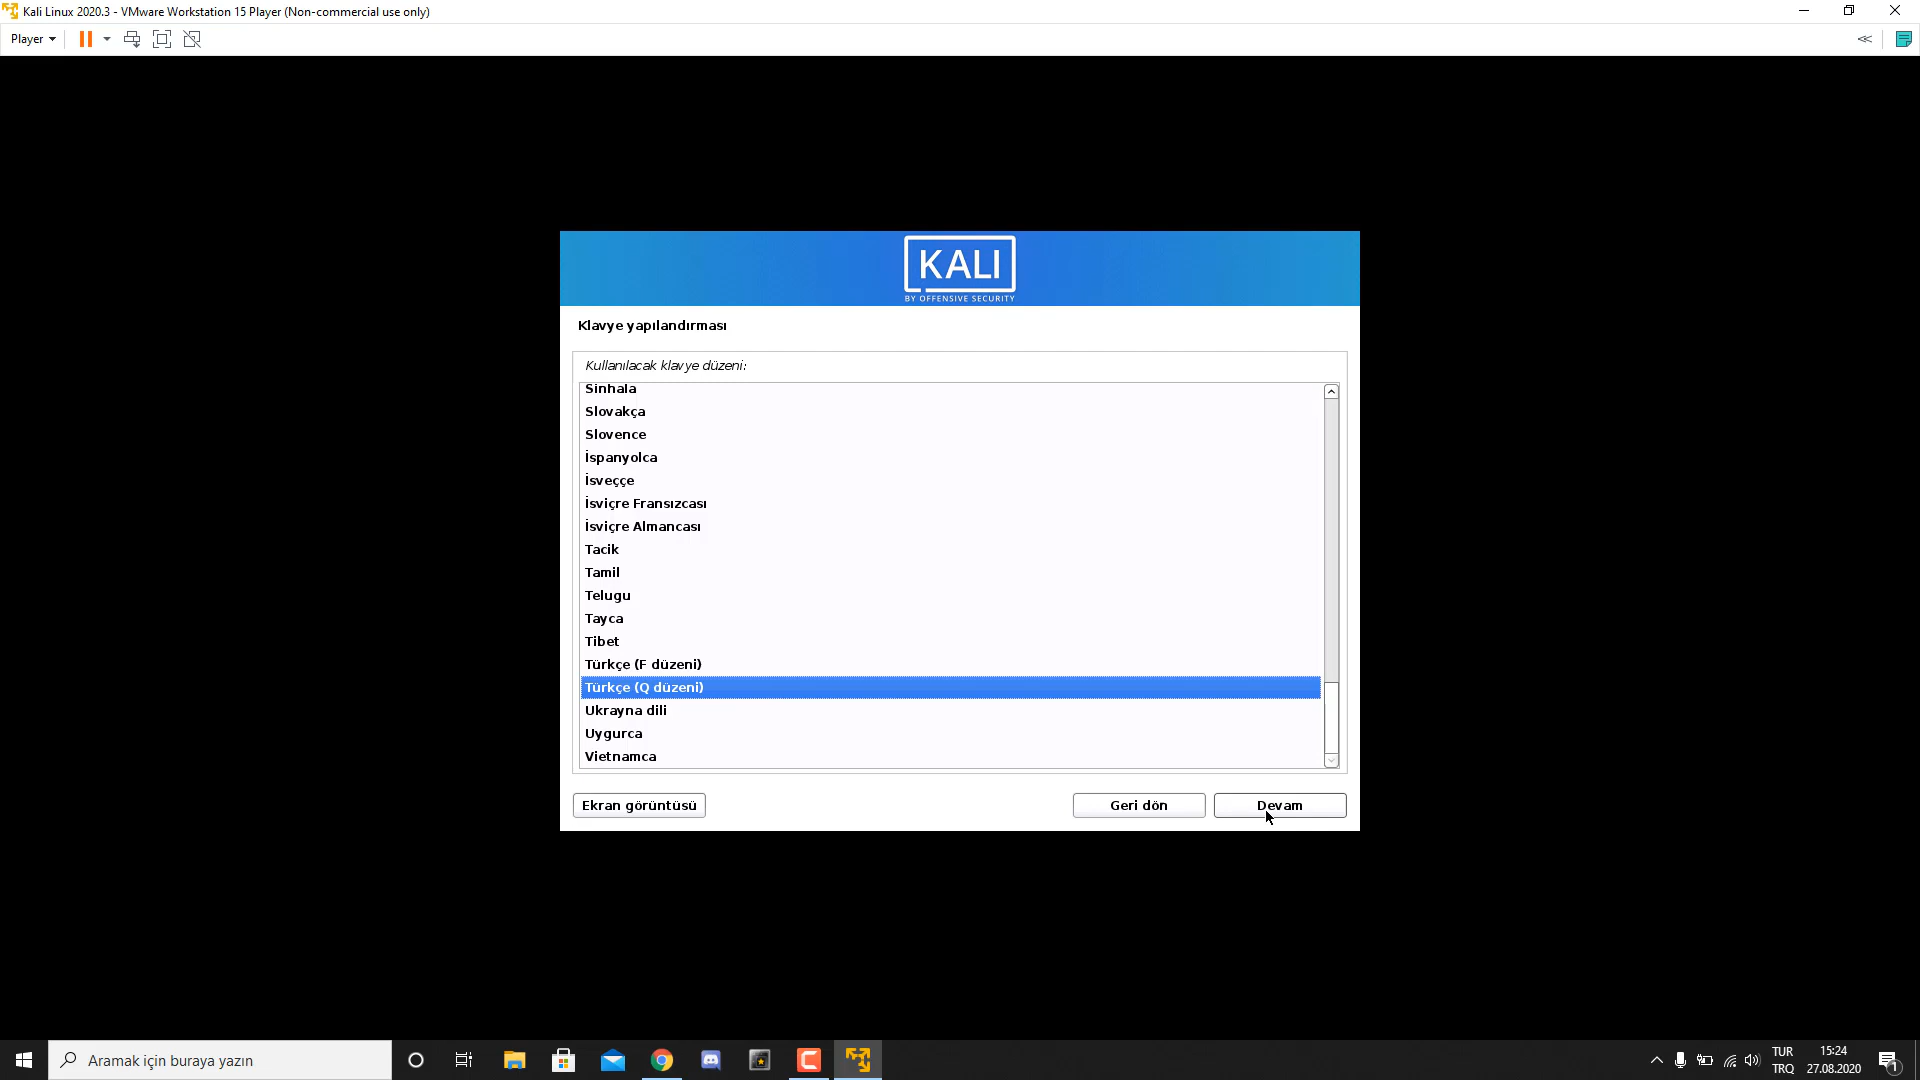 Kali Linux 2020.3 - VMware Workstation 15 Player (Non-commercial use only)
Player
KALI
BY OFFENSIVE SECURITY
Klavye yapılandırması
Kullanılacak klavye düzeni:
Sinhala
Slovakça
Slovence
İspanyolca
İsveççe
İsviçre Fransızcası
İsviçre Almancası
Tacik
Tamil
Telugu
Tayca
Tibet
Türkçe (F düzeni)
Türkçe (Q düzeni)
Ukrayna dili
Uygurca
Vietnamca
Ekran görüntüsü
Geri dön
Devam
Aramak için buraya yazın
TUR
TRQ
15:24
27.08.2020
1